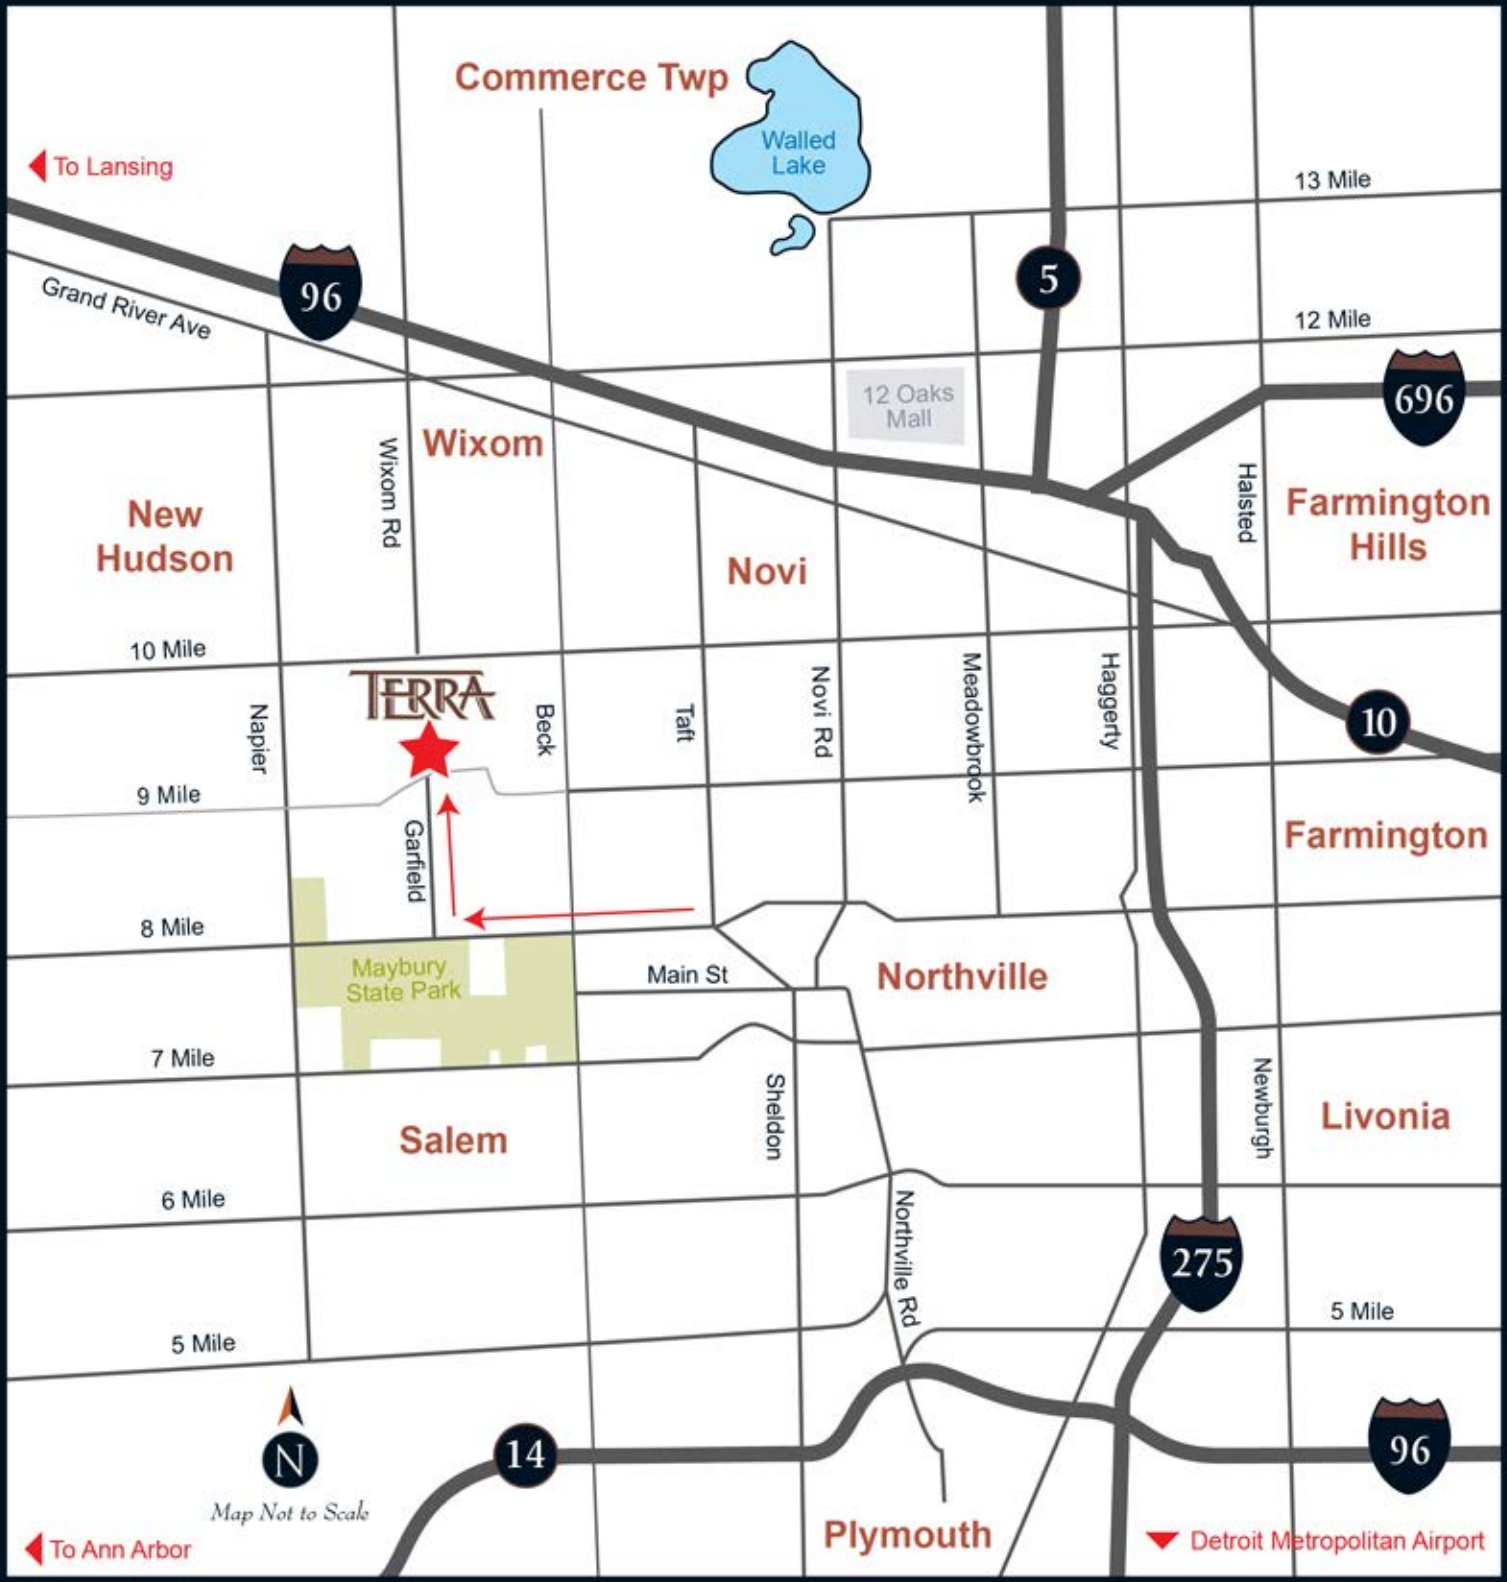 Commerce Twp
Walled
Lake
To Lansing
13 Mile
96
5
Grand River Ave
12 Mile
12 Oaks
Mall
696
Wixom Rd
Wixom
Halsted
New
Hudson
Farmington
Hills
Novi
10 Mile
TERRA
Napier
Beck
Taft
Novi Rd
Meadowbrook
Haggerty
10
9 Mile
Garfield
Farmington
8 Mile
Maybury
State Park
Main St
Northville
7 Mile
Sheldon
Newburgh
Salem
Livonia
6 Mile
Northville Rd
275
5 Mile
5 Mile
N
14
96
Map Not to Scale
Plymouth
To Ann Arbor
Detroit Metropolitan Airport